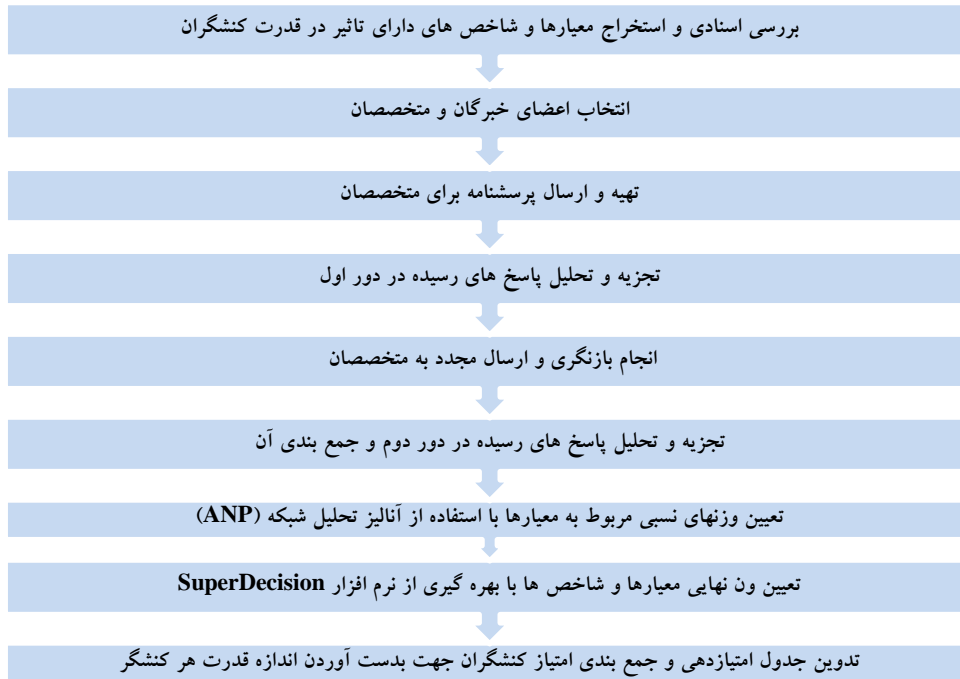 بررسی اسنادی و استخراج معیارها و شاخص های دارای تاثیر در قدرت کنشگران
انتخاب اعضای خبرگان و متخصصان
تهیه و ارسال پرسشنامه برای متخصصان
تجزیه و تحلیل پاسخ های رسیده در دور اول
انجام بازنگری و ارسال مجدد به متخصصان
تجزیه و تحلیل پاسخ های رسیده در دور دوم و جمع بندی آن
تعیین وزنهای نسبی مربوط به معیارها با استفاده از آنالیز تحلیل شبکه (ANP)
تعیین ون نهایی معیارها و شاخص ها با بهره گیری از نرم افزار SuperDecision
تدوین جدول امتیازدهی و جمع بندی امتیاز کنشگران جهت بدست آوردن اندازه قدرت هر کنشگر